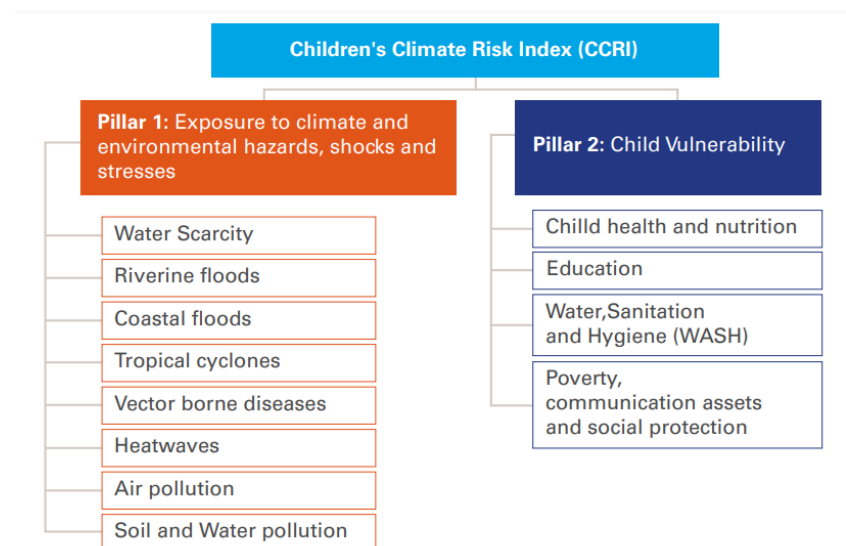 Children's Climate Risk Index (CCRI)
Pillar 1: Exposure to climate and
environmental hazards, shocks and
stresses
Water Scarcity
Riverine floods
Coastal floods
Tropical cyclones
Vector borne diseases
Heatwaves
Air pollution
Soil and Water pollution
Pillar 2: Child Vulnerability
Chilld health and nutrition
Education
Water,Sanitation
and Hygiene (WASH)
Poverty,
communication assets
and social protection